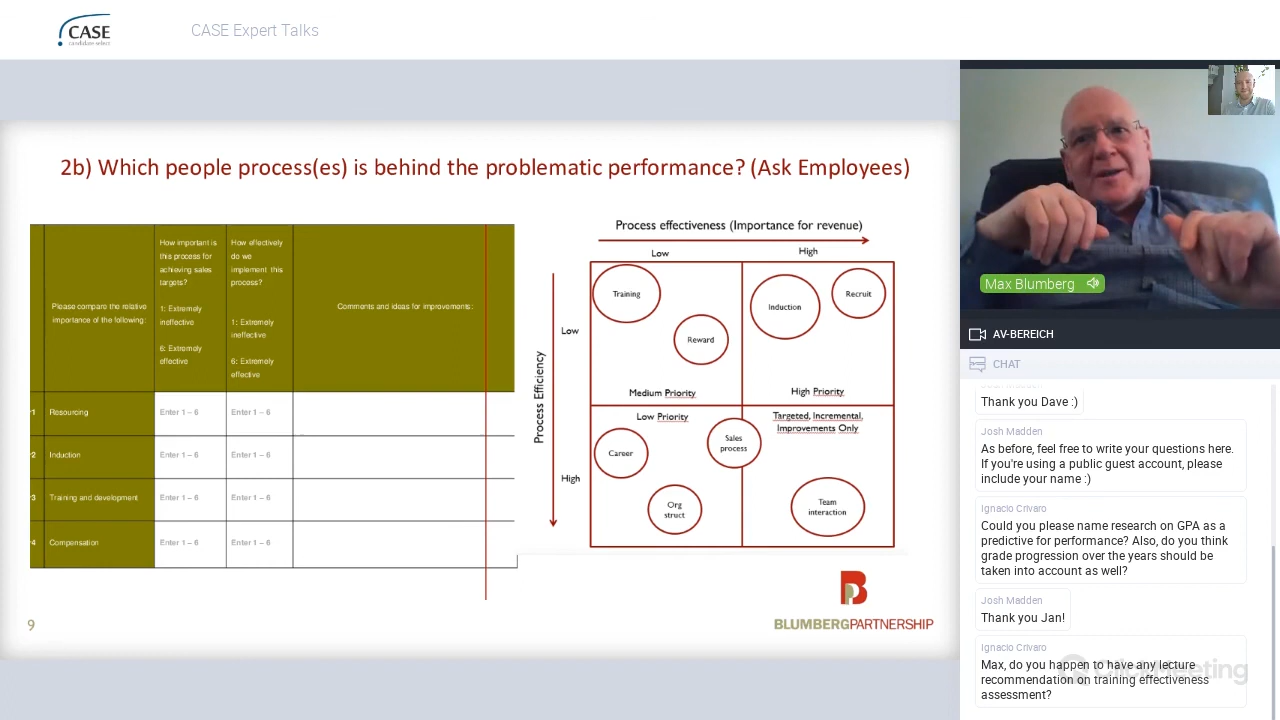 CASE
candidate-select
CASE Expert Talks
2b) Which people process(es) is behind the problematic performance? (Ask Employees)
Please compare the relative
importance of the following:
How important is
this process for
achieving sales
targets?
1: Extremely
ineffective
6: Extremely
effective
How effectively
do we
implement this
process?
1: Extremely
ineffective
6: Extremely
effective
Comments and ideas for improvements:
1 Resourcing Enter 1 – 6 Enter 1 – 6
2 Induction Enter 1 – 6 Enter 1 – 6
3 Training and development Enter 1 – 6 Enter 1 – 6
4 Compensation Enter 1 – 6 Enter 1 – 6
Process effectiveness (Importance for revenue)
Low High
Process Efficiency
Low
High
Training
Reward
Medium Priority
Induction
Recruit
High Priority
Low Priority
Career
Org
struct
Sales
process
Targeted, Incremental,
Improvements Only
Team
interaction
9
BLUMBERGPARTNERSHIP
Max Blumberg
AV-BEREICH
CHAT
Josh Madden
Thank you Dave :)
Josh Madden
As before, feel free to write your questions here.
If you're using a public guest account, please
include your name :)
Ignacio Crivaro
Could you please name research on GPA as a
predictive for performance? Also, do you think
grade progression over the years should be
taken into account as well?
Josh Madden
Thank you Jan!
Ignacio Crivaro
Max, do you happen to have any lecture
recommendation on training effectiveness
assessment?
ClickMeeting